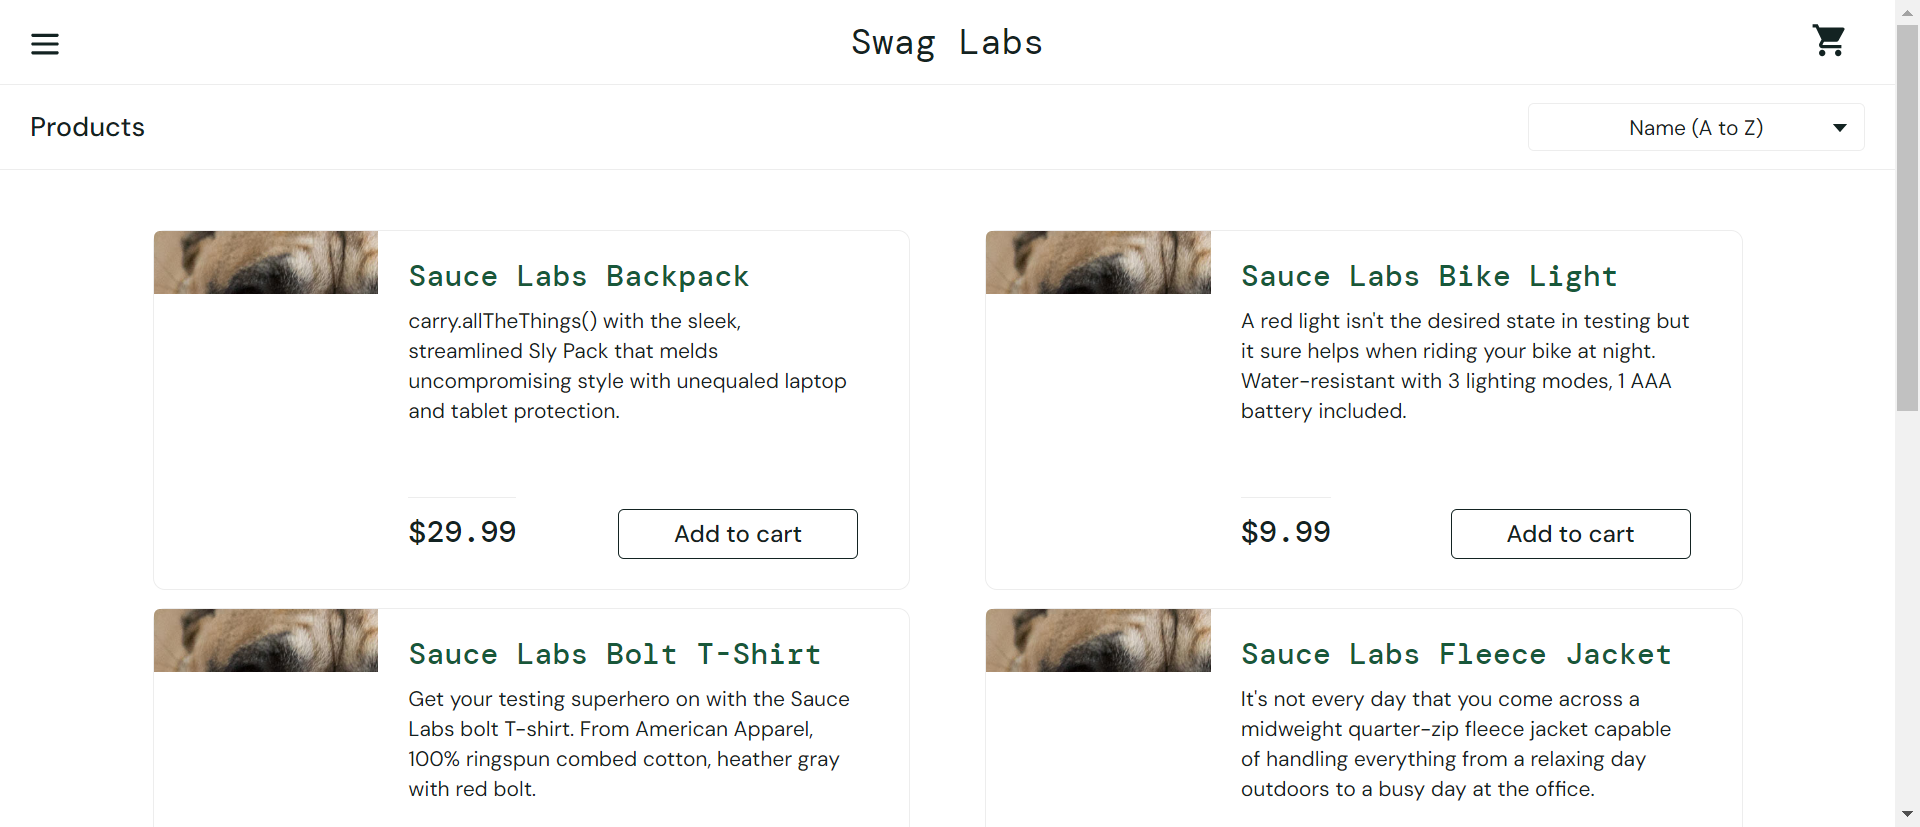 Swag Labs
Products
Name (A to Z)
Sauce Labs Backpack
carry.allTheThings() with the sleek,
streamlined Sly Pack that melds
uncompromising style with unequaled laptop
and tablet protection.
$29.99
Add to cart
Sauce Labs Bike Light
A red light isn't the desired state in testing but
it sure helps when riding your bike at night.
Water-resistant with 3 lighting modes, 1 AAA
battery included.
$9.99
Add to cart
Sauce Labs Bolt T-Shirt
Get your testing superhero on with the Sauce
Labs bolt T-shirt. From American Apparel,
100% ringspun combed cotton, heather gray
with red bolt.
Sauce Labs Fleece Jacket
It's not every day that you come across a
midweight quarter-zip fleece jacket capable
of handling everything from a relaxing day
outdoors to a busy day at the office.